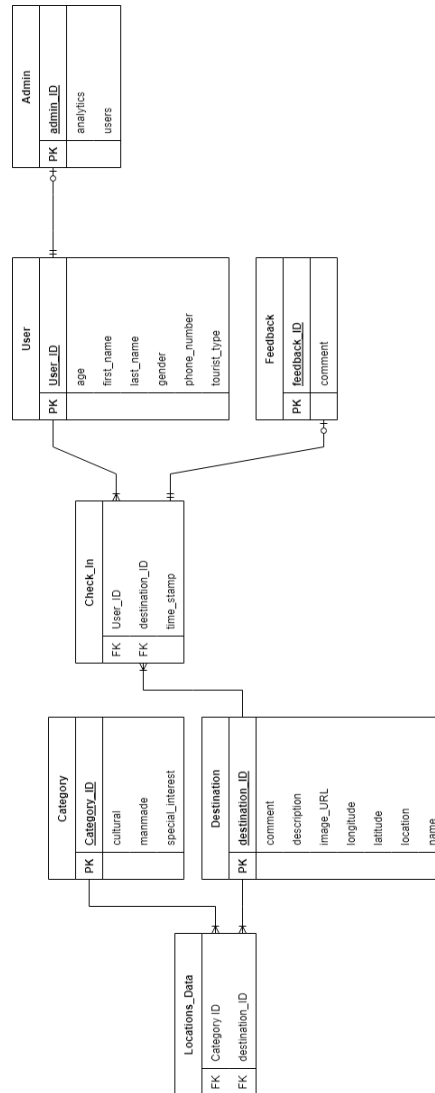 Admin
PK admin_ID
analytics
users
User
PK User_ID
age
first_name
last_name
gender
phone_number
tourist_type
Feedback
PK feedback_ID
comment
Check_In
FK User_ID
FK destination_ID
time_stamp
Category
PK Category_ID
cultural
manmade
special_interest
Destination
PK destination_ID
comment
description
image_URL
longitude
latitude
location
name
Locations_Data
FK Category ID
FK destination_ID